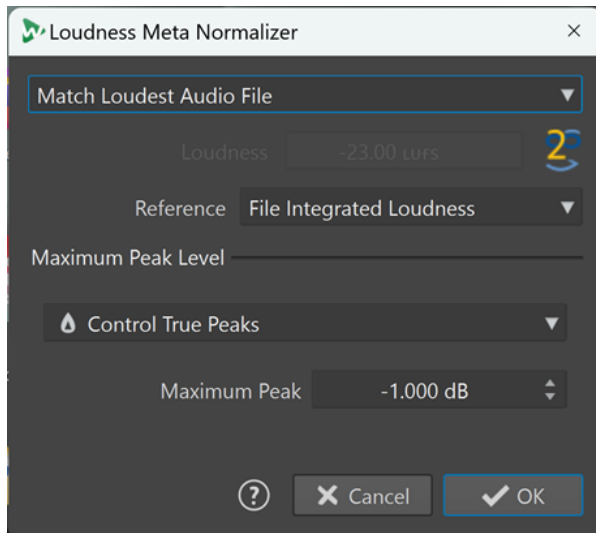 Loudness Meta Normalizer
Match Loudest Audio File
Loudness -23.00 LUFS
Reference File Integrated Loudness
Maximum Peak Level
Control True Peaks
Maximum Peak -1.000 dB
? Cancel OK